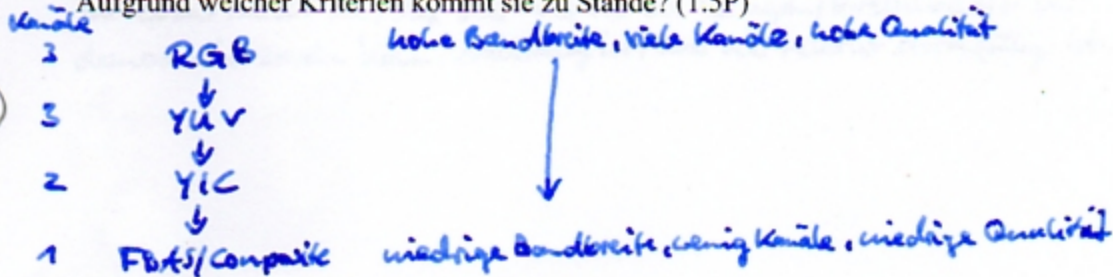 Aufgrund welcher Kriterien kommt sie zu Stande? (1.5P)
Kanäle
3 RGB hohe Bandbreite, viele Kanäle, hohe Qualität
3 YUV
2 Y/C
1 FBAS/Composite niedrige Bandbreite, wenig Kanäle, niedrige Qualität